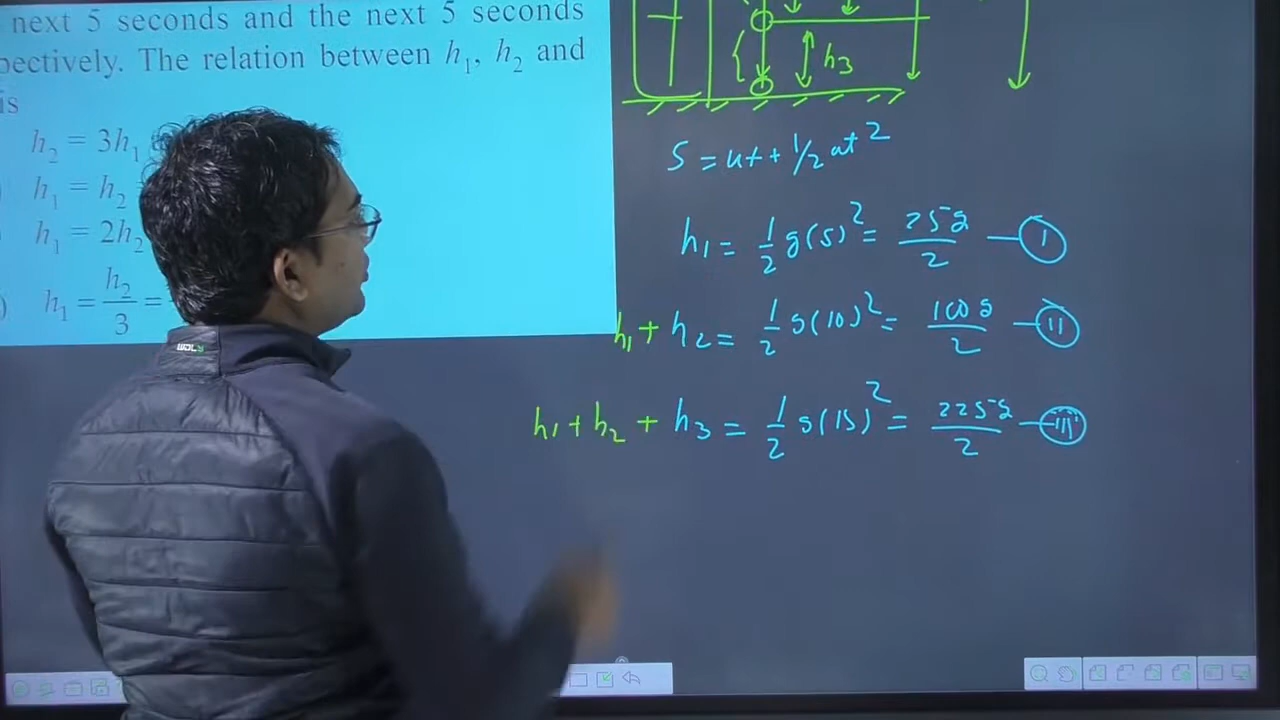 next 5 seconds and the next 5 seconds
pectively. The relation between h₁, h₂ and
is
h₂ = 3h₁
h₁ = h₂
h₁ = 2h₂
) h₁ = h₂/3 =
h3
S = ut + 1/2 at²
h₁ = 1/2 g(5)² = 25g/2 — I
h₁ + h₂ = 1/2 g(10)² = 100g/2 — II
h₁ + h₂ + h₃ = 1/2 g(15)² = 225g/2 — III